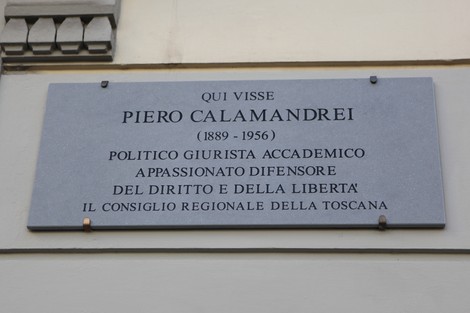 QUI VISSE
PIERO CALAMANDREI
(1889 - 1956)
POLITICO GIURISTA ACCADEMICO
APPASSIONATO DIFENSORE
DEL DIRITTO E DELLA LIBERTA'
IL CONSIGLIO REGIONALE DELLA TOSCANA